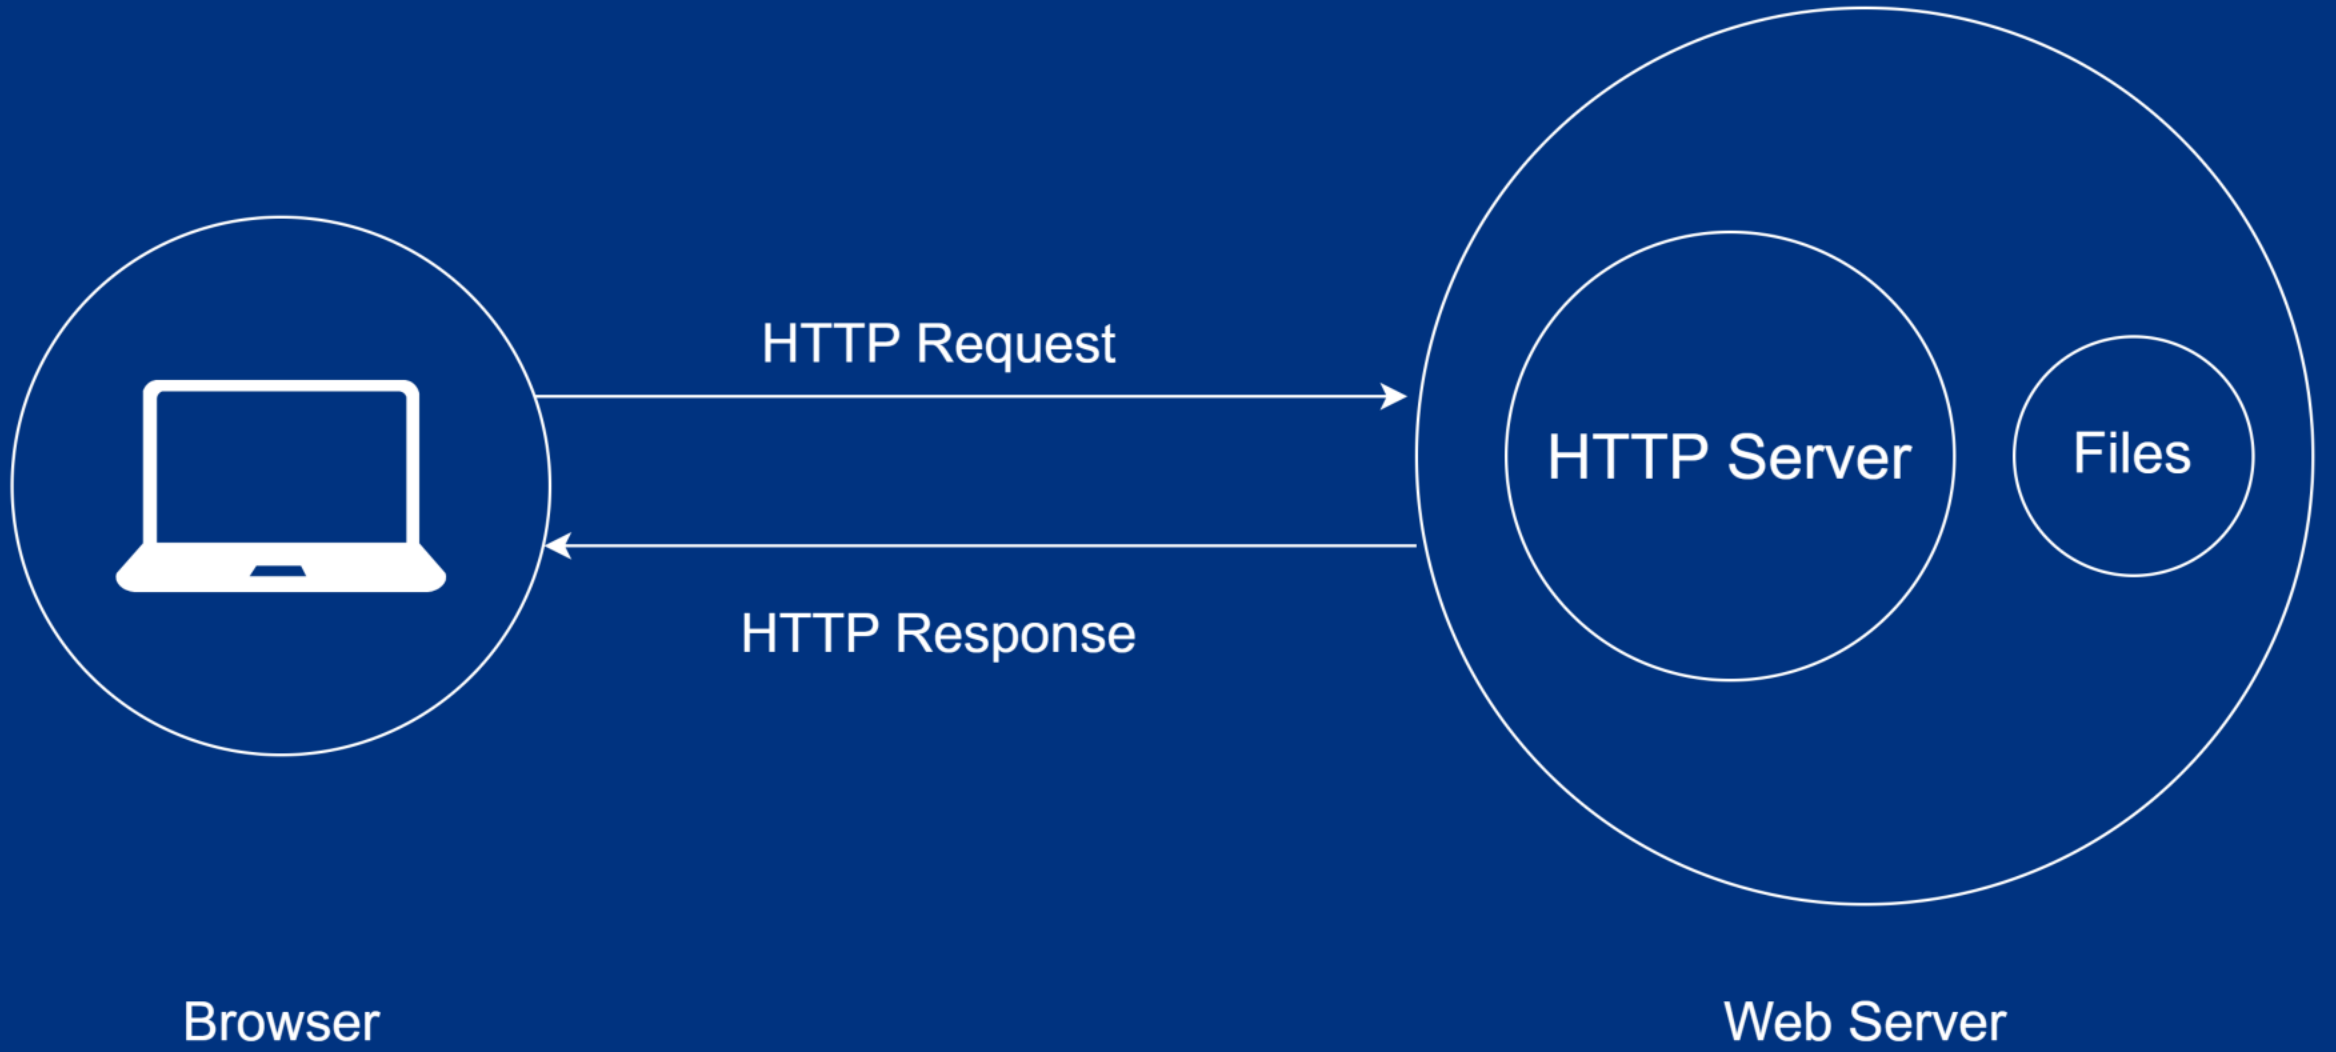 HTTP Request
HTTP Server
Files
HTTP Response
Browser
Web Server